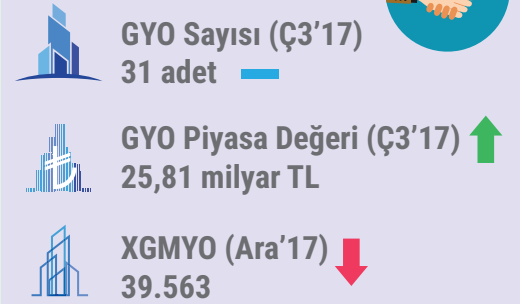 GYO Sayısı (Ç3’17)
31 adet
GYO Piyasa Değeri (Ç3’17)
25,81 milyar TL
XGMYO (Ara’17)
39.563